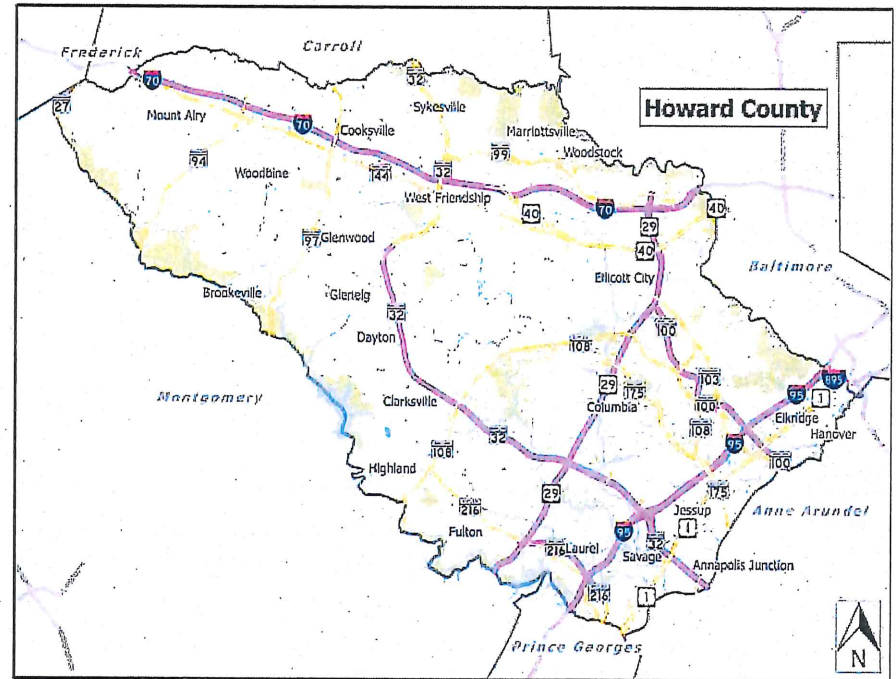 Frederick
Carroll
70
32
27
Sykesville
Howard County
Mount Airy
70
Cooksville
Marriottsville
94
99
Woodstock
Woodbine
144
32
West Friendship
70
40
40
29
97
Glenwood
40
Baltimore
Ellicott City
Brookeville
Glenelg
32
100
Dayton
108
103
895
Montgomery
29
175
95
1
Clarksville
Columbia
100
Elkridge
108
Hanover
108
32
95
100
Highland
175
29
Jessup
Anne Arundel
216
1
Fulton
95
216
Laurel
32
Savage
Annapolis Junction
216
1
Prince Georges
N